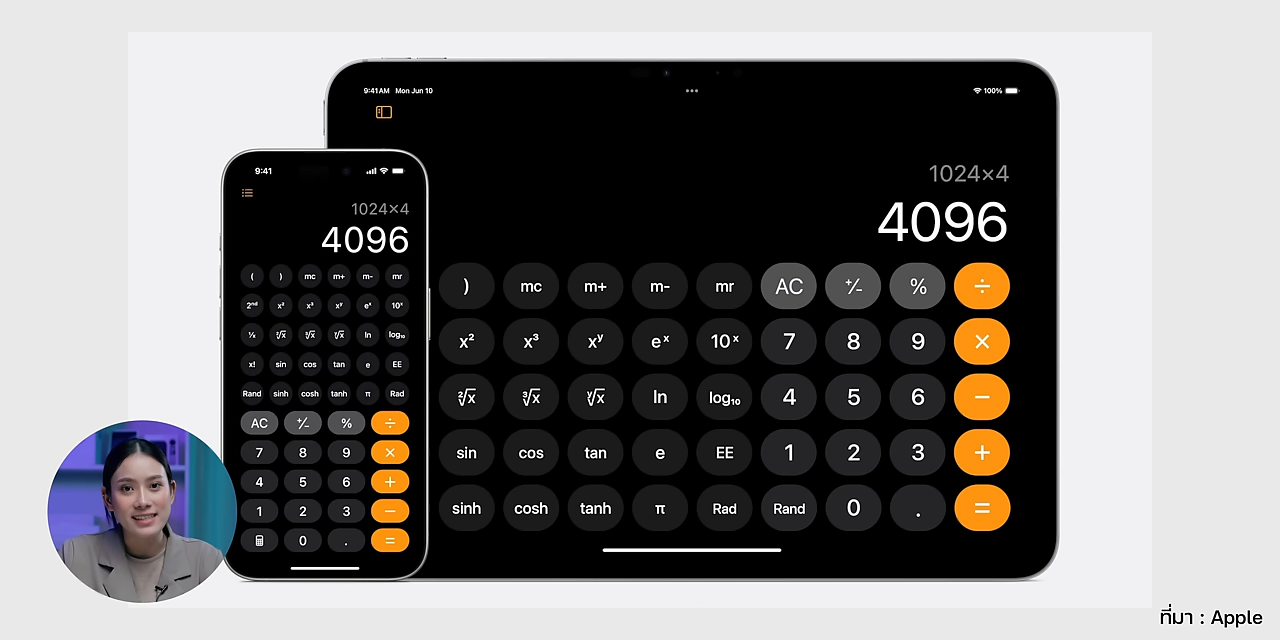 9:41AM Mon Jun 10
100%
1024×4
4096
) mc m+ m- mr AC +/- % ÷
x² x³ xʸ eˣ 10ˣ 7 8 9 ×
²√x ³√x ʸ√x ln log₁₀ 4 5 6 −
sin cos tan e EE 1 2 3 +
sinh cosh tanh π Rad Rand 0 . =
9:41
1024×4
4096
( ) mc m+ m- mr
2ⁿᵈ x² x³ xʸ eˣ 10ˣ
¹/x ²√x ³√x ʸ√x ln log₁₀
x! sin cos tan e EE
Rand sinh cosh tanh π Rad
AC +/- % ÷
7 8 9 ×
4 5 6 +
1 2 3 −
0 . =
ที่มา : Apple